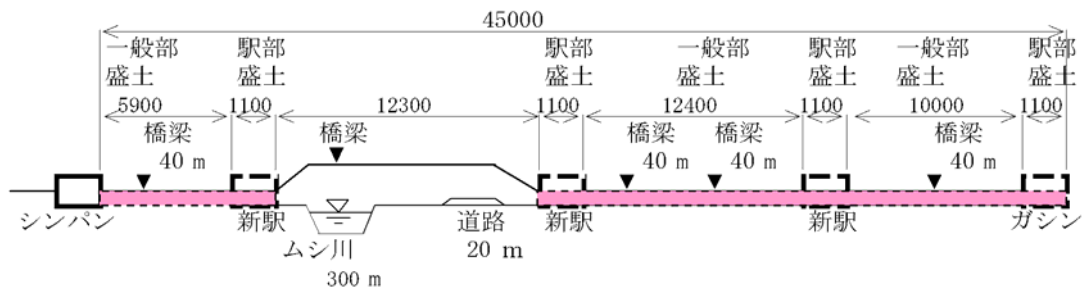 45000
一般部 駅部 駅部 一般部 駅部 一般部 駅部
盛土 盛土 盛土 盛土 盛土 盛土 盛土
5900 1100 12300 1100 12400 1100 10000 1100
橋梁 橋梁 橋梁 橋梁 橋梁
40 m 40 m 40 m 40 m
シンパン 新駅 道路 新駅 新駅 ガシン
ムシ川 20 m
300 m